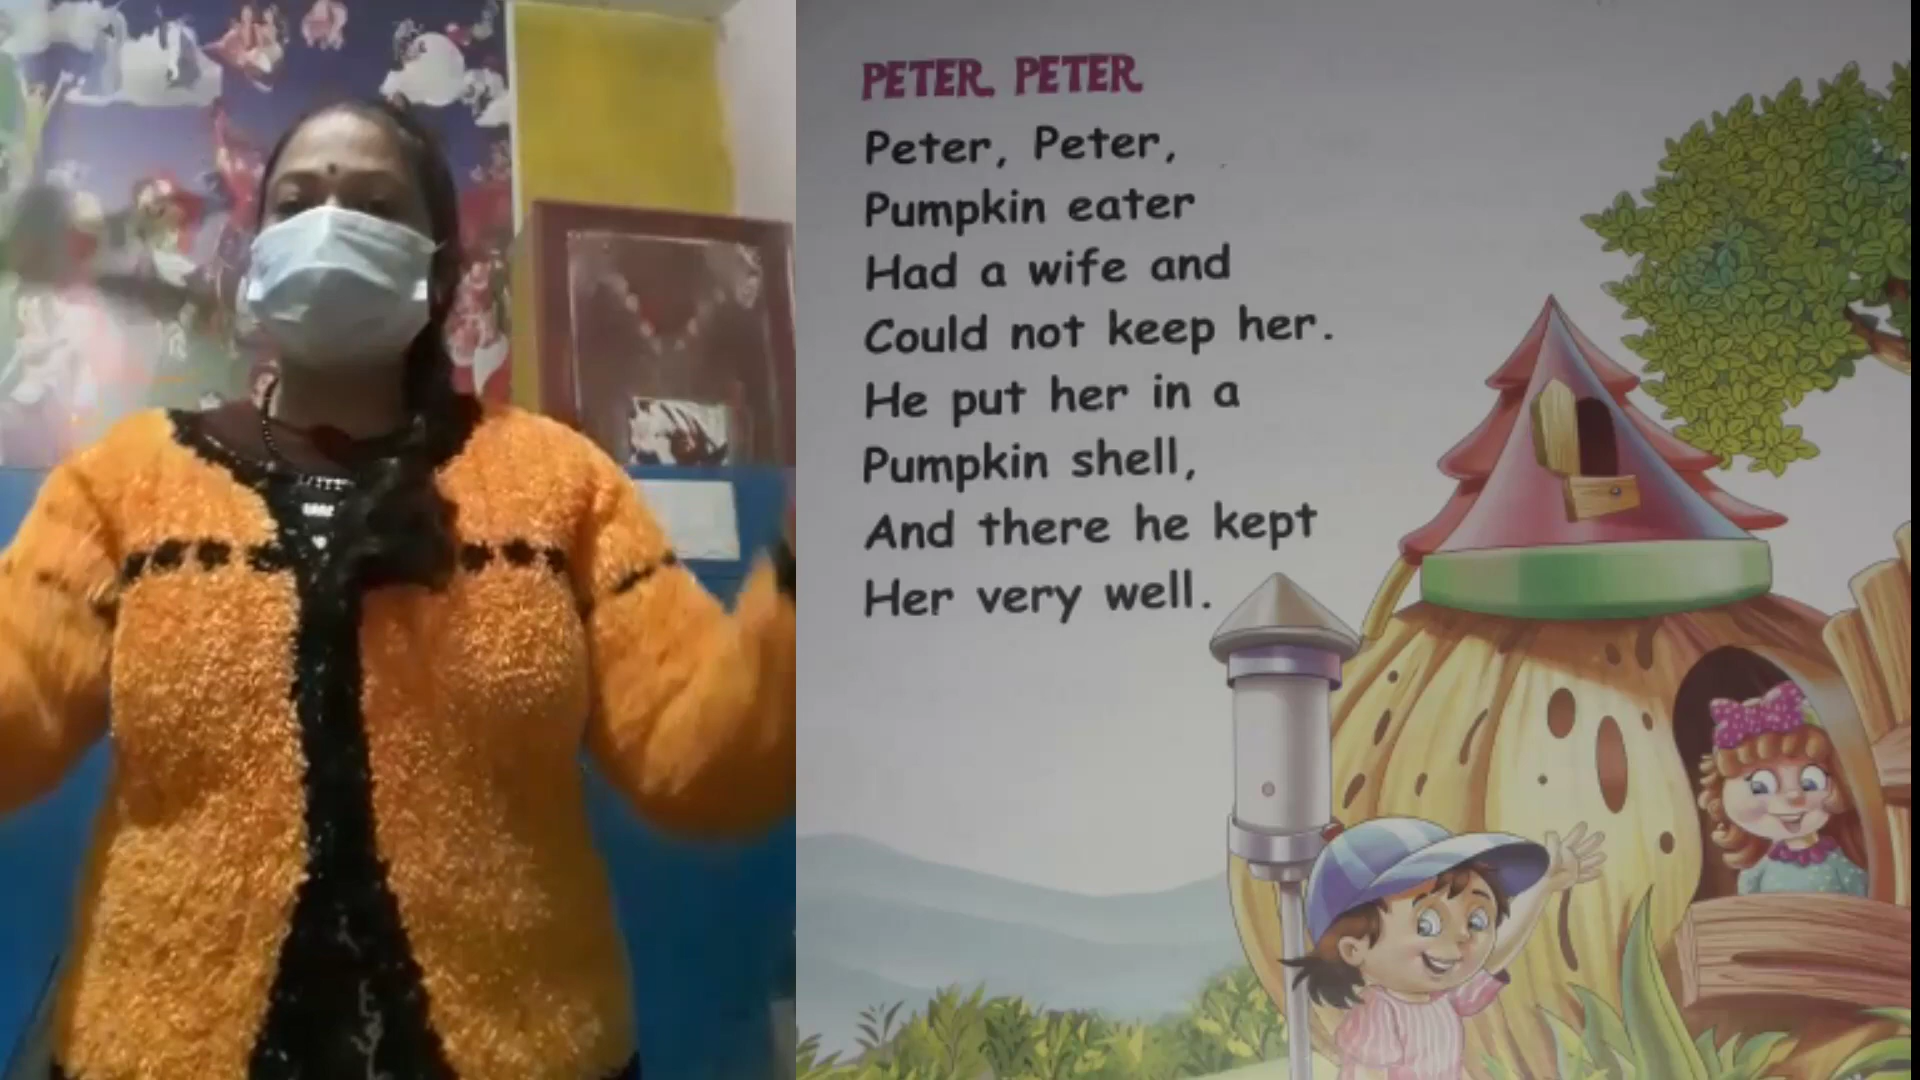 PETER PETER
Peter, Peter,
Pumpkin eater
Had a wife and
Could not keep her.
He put her in a
Pumpkin shell,
And there he kept
Her very well.